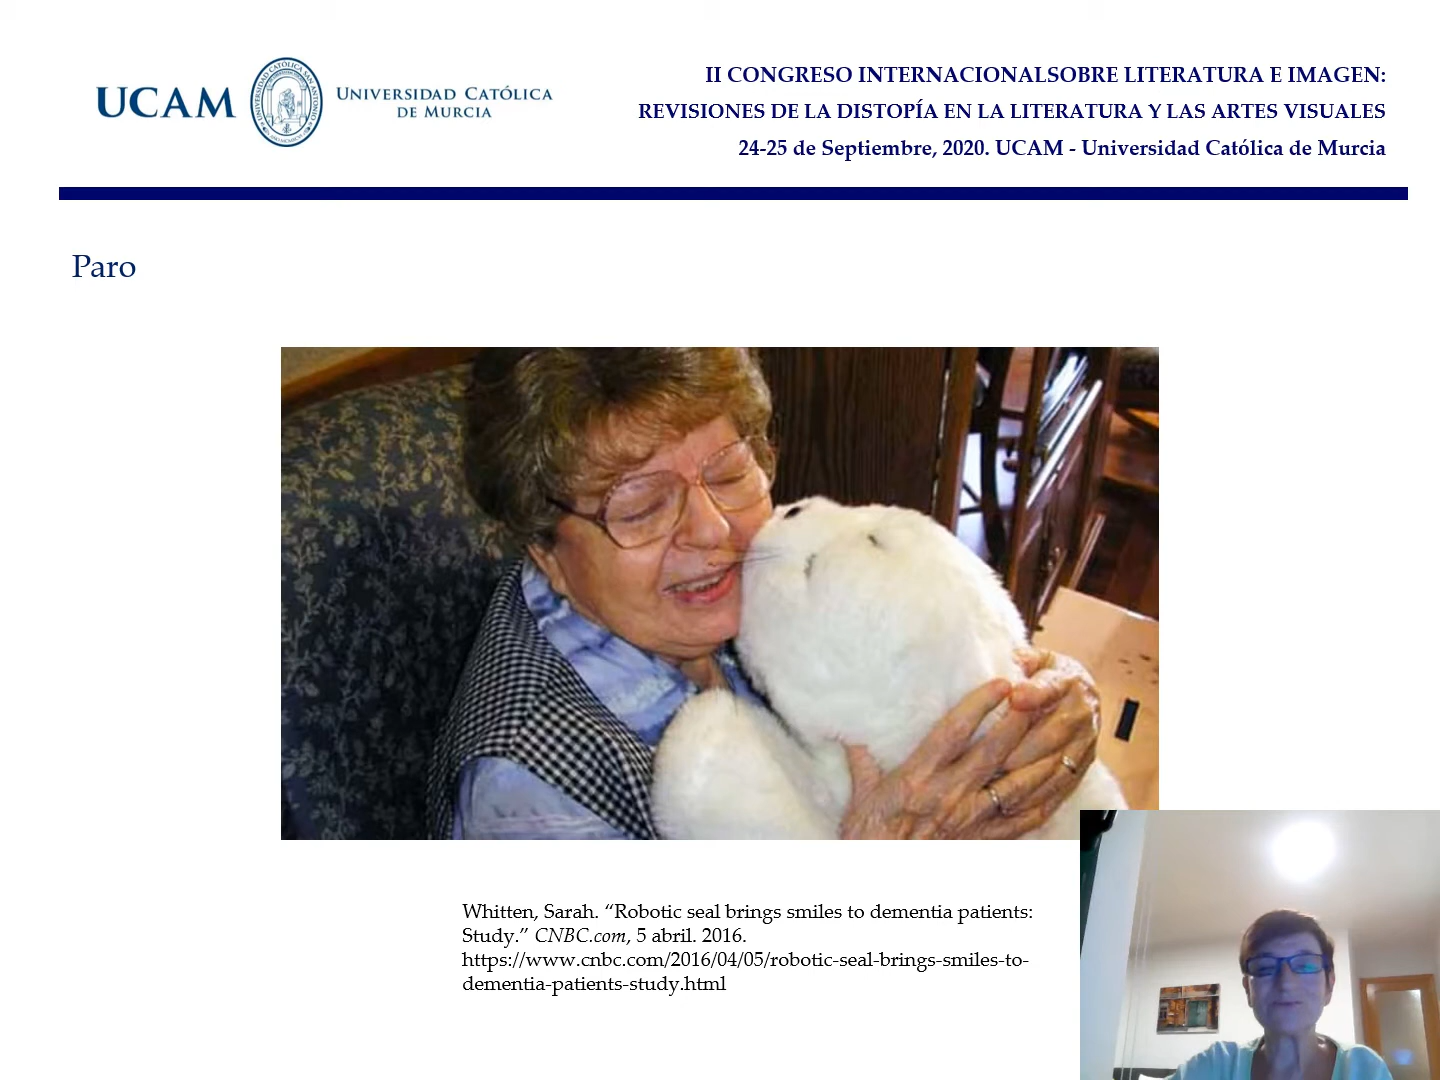 UCAM
UNIVERSIDAD CATÓLICA
DE MURCIA
II CONGRESO INTERNACIONALSOBRE LITERATURA E IMAGEN:
REVISIONES DE LA DISTOPÍA EN LA LITERATURA Y LAS ARTES VISUALES
24-25 de Septiembre, 2020. UCAM - Universidad Católica de Murcia
Paro
Whitten, Sarah. “Robotic seal brings smiles to dementia patients:
Study.” CNBC.com, 5 abril. 2016.
https://www.cnbc.com/2016/04/05/robotic-seal-brings-smiles-to-
dementia-patients-study.html